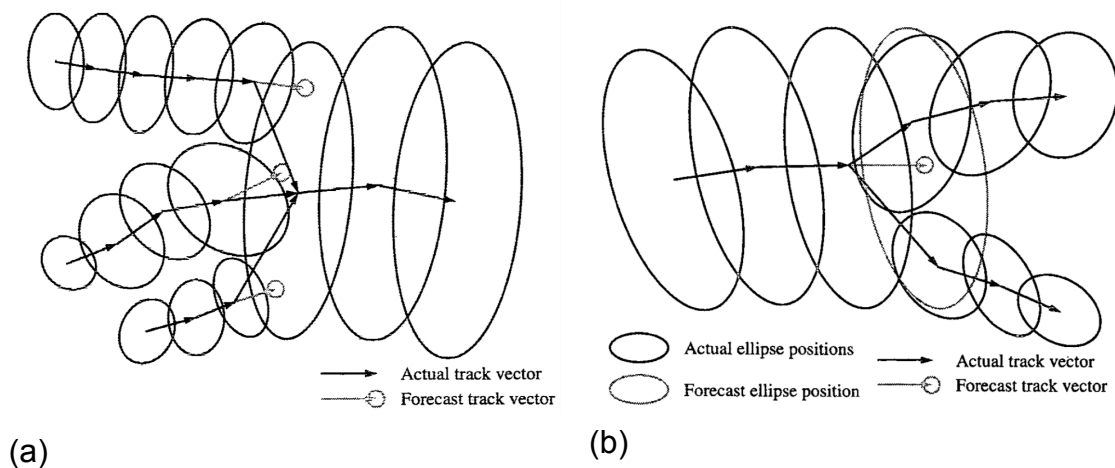 Actual track vector
Forecast track vector
(a)
Actual ellipse positions
Forecast ellipse position
Actual track vector
Forecast track vector
(b)